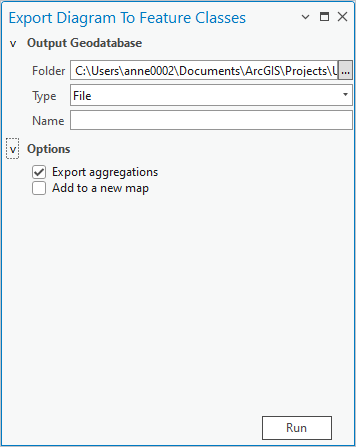 Export Diagram To Feature Classes
Output Geodatabase
Folder C:\Users\anne0002\Documents\ArcGIS\Projects\U ...
Type File
Name
Options
Export aggregations
Add to a new map
Run